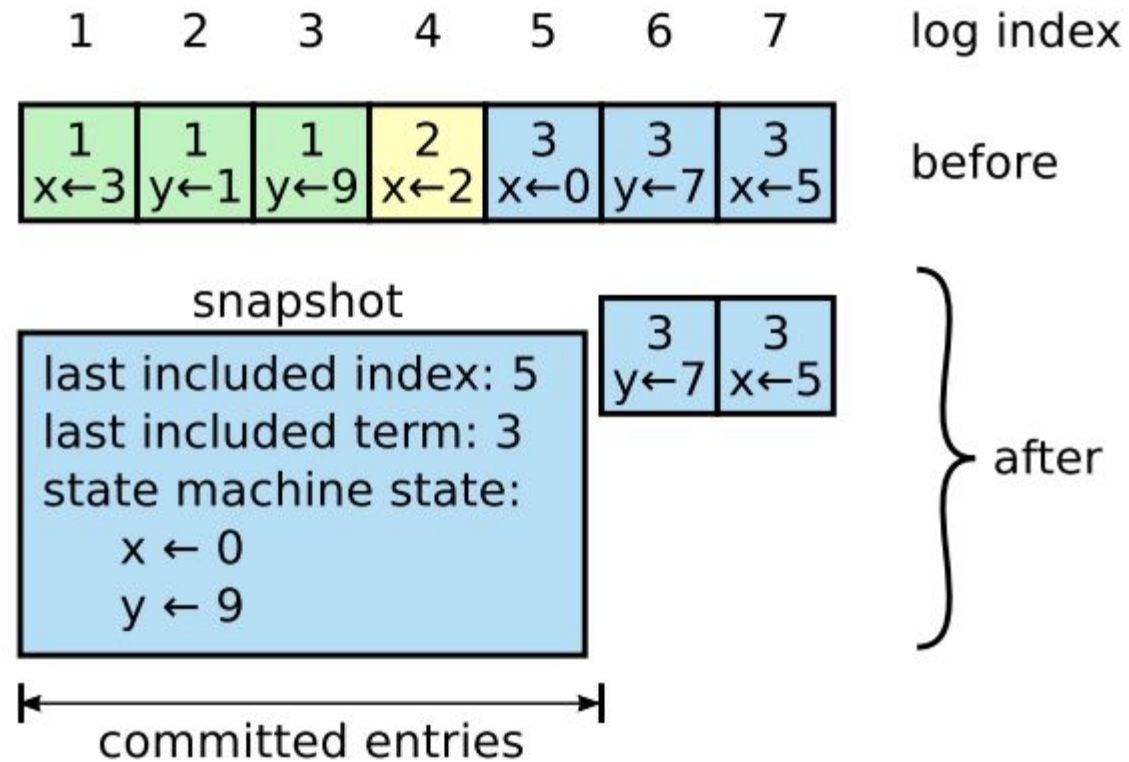 1 2 3 4 5 6 7 log index
1 1 1 2 3 3 3
x←3 y←1 y←9 x←2 x←0 y←7 x←5
before
snapshot
3 3
y←7 x←5
last included index: 5
last included term: 3
state machine state:
x ← 0
y ← 9
after
committed entries